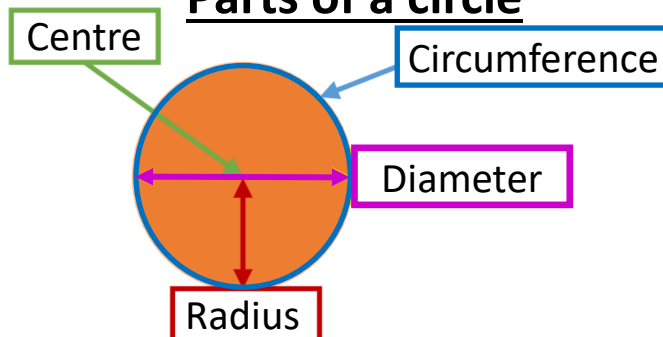 Parts of a circle
Centre
Circumference
Diameter
Radius